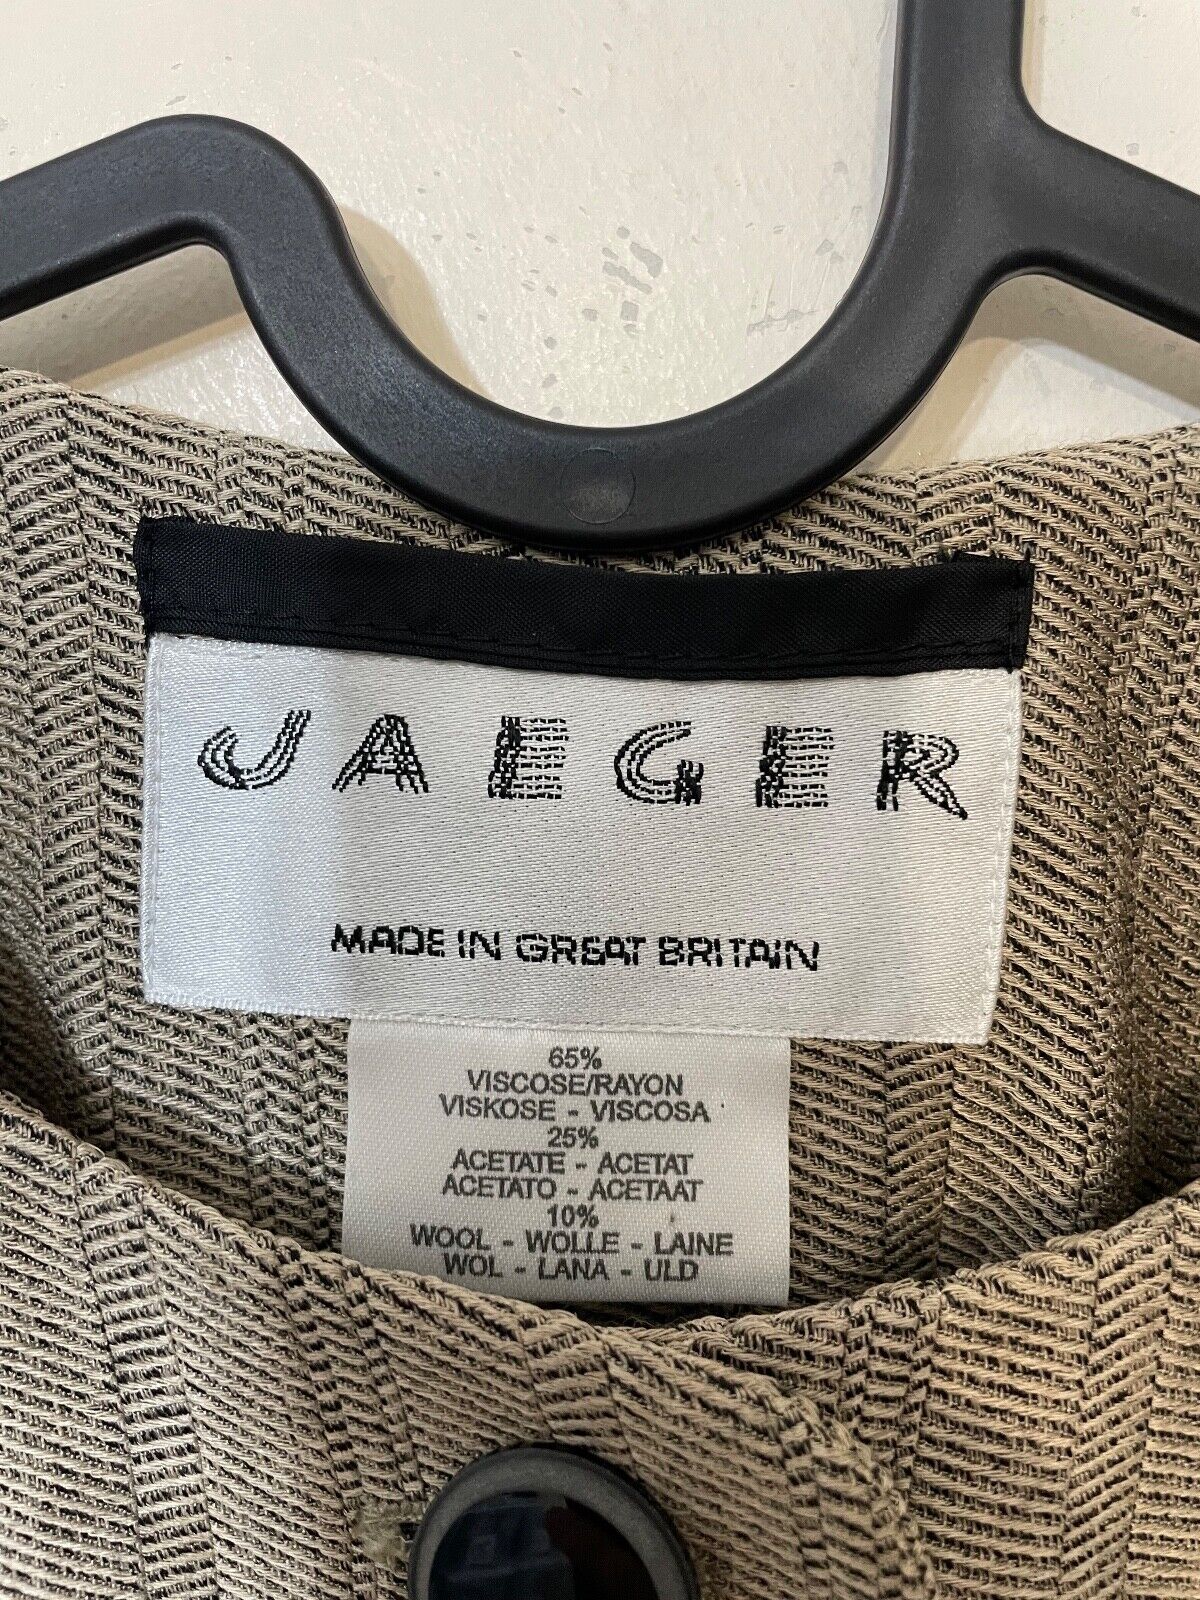 JAEGER
MADE IN GREAT BRITAIN
65%
VISCOSE/RAYON
VISKOSE - VISCOSA
25%
ACETATE - ACETAT
ACETATO - ACETAAT
10%
WOOL - WOLLE - LAINE
WOL - LANA - ULD